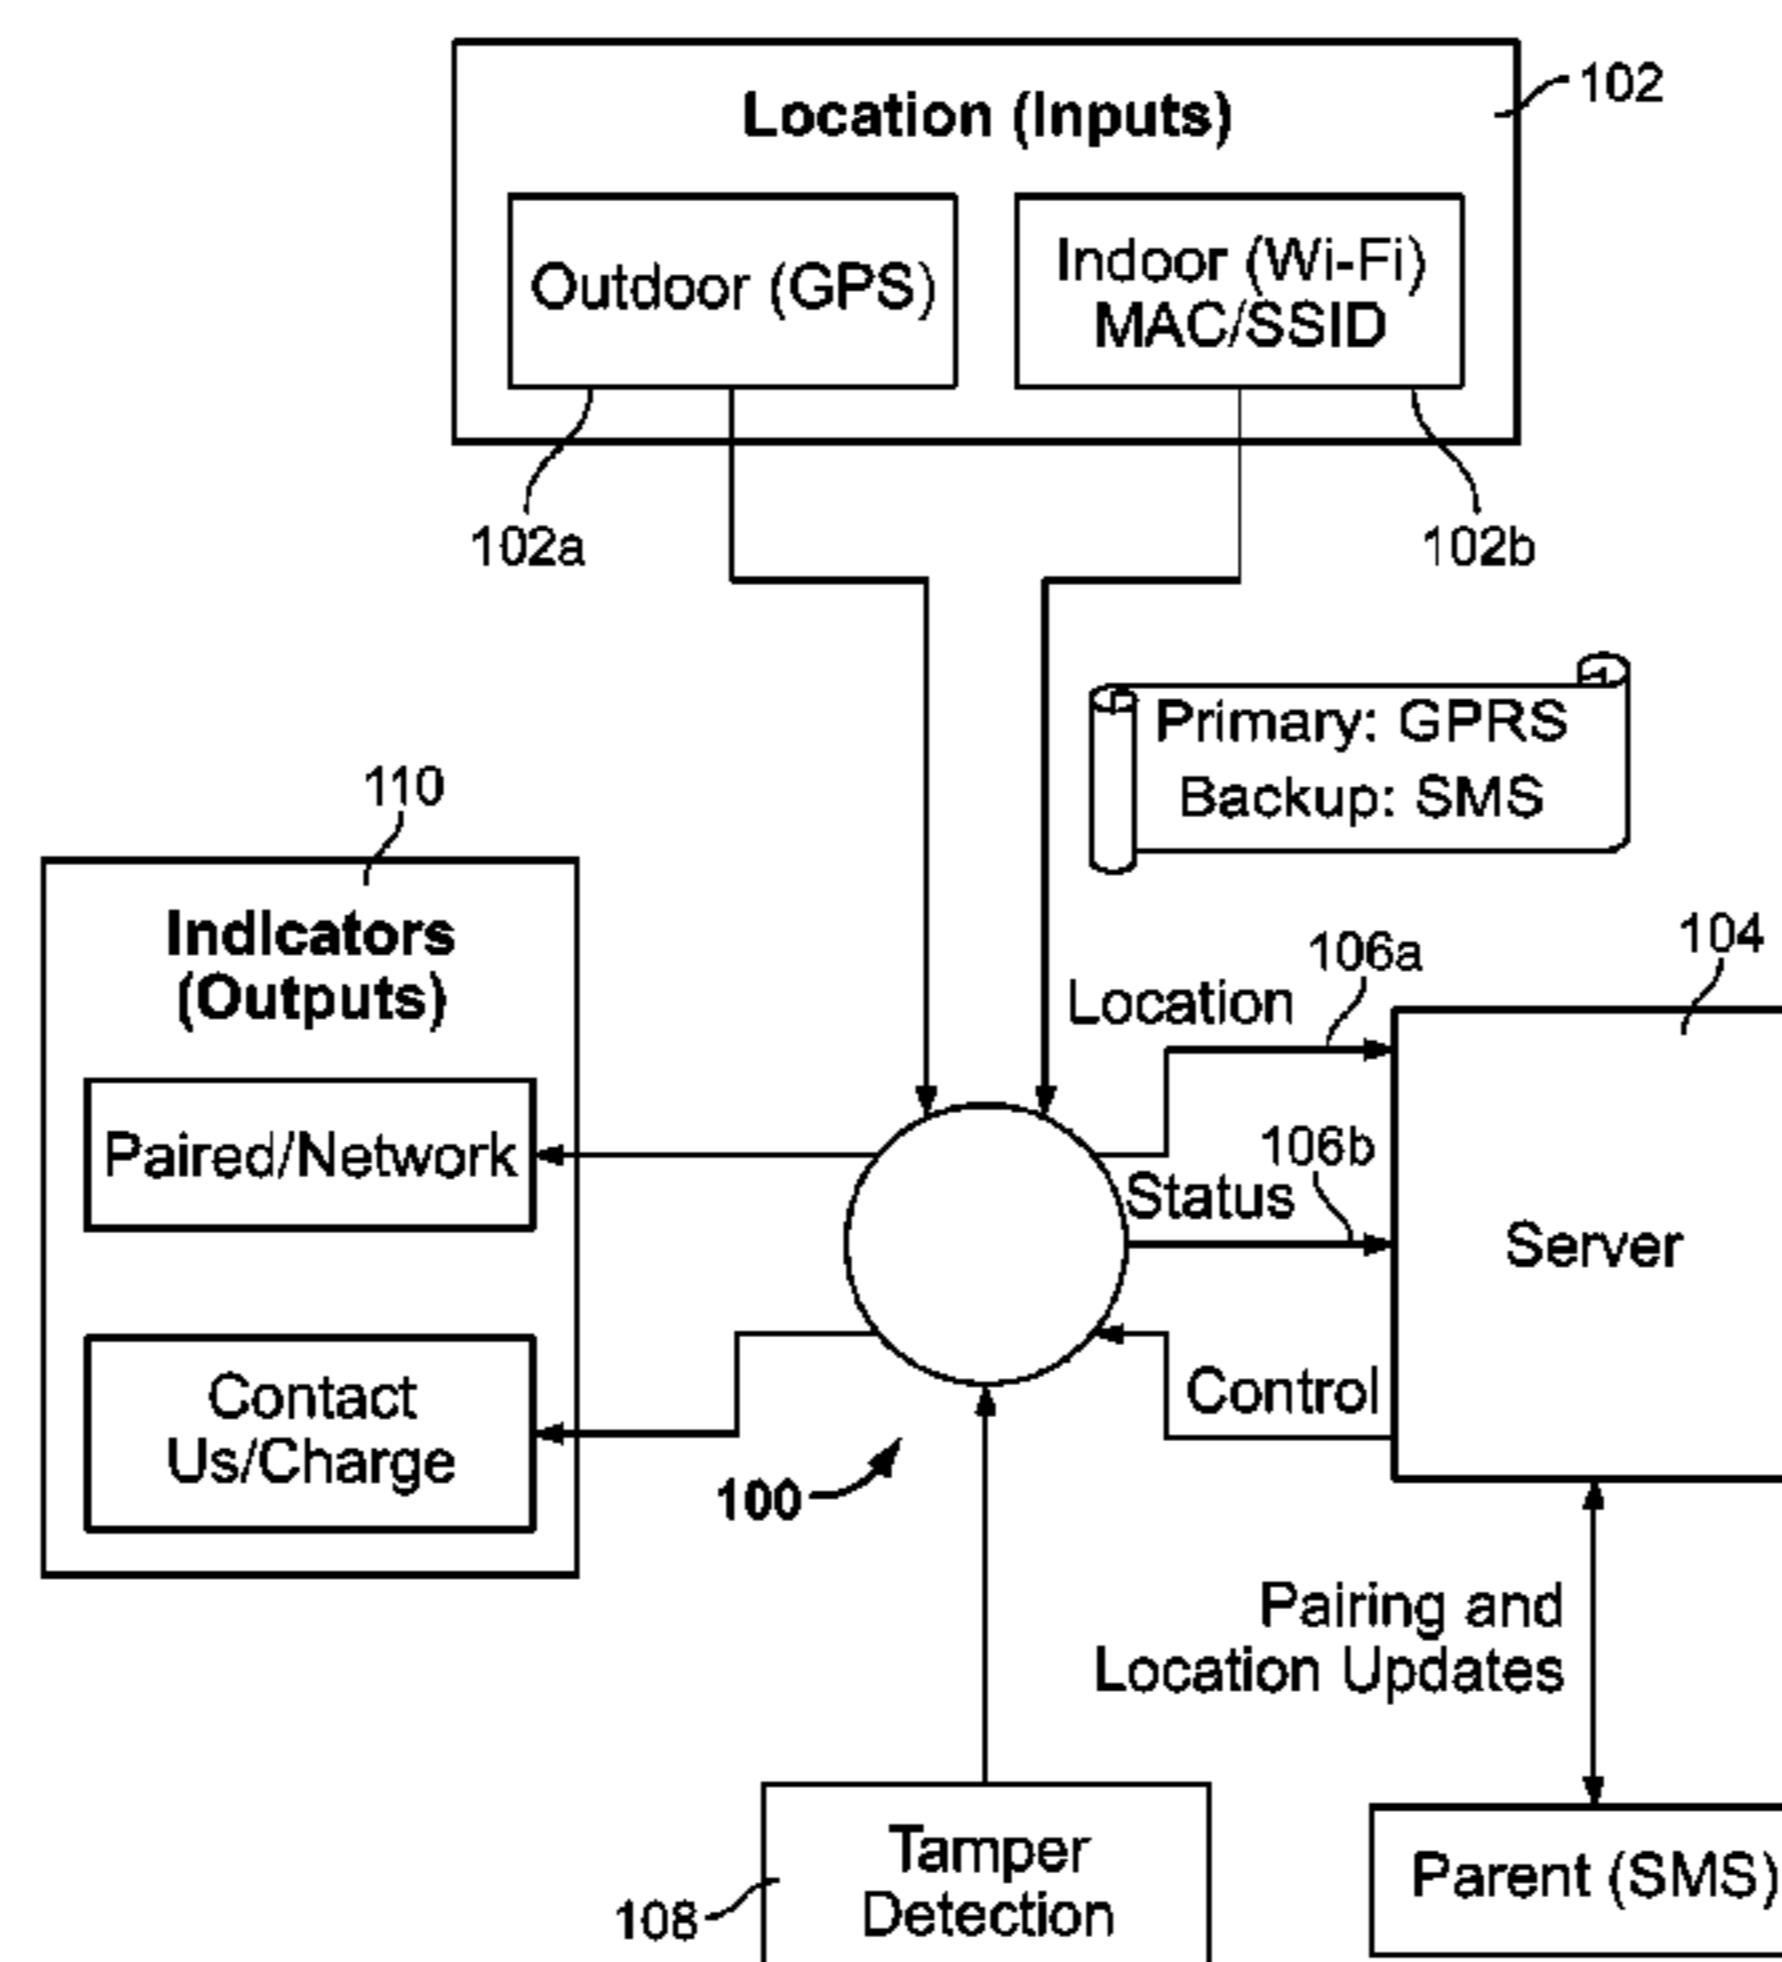 102
Location (Inputs)
Outdoor (GPS)
Indoor (Wi-Fi)
MAC/SSID
102a
102b
Primary: GPRS
Backup: SMS
110
Indicators
(Outputs)
104
106a
Location
Paired/Network
106b
Status
Server
Contact
Us/Charge
Control
100
Pairing and
Location Updates
Tamper
Detection
108
Parent (SMS)